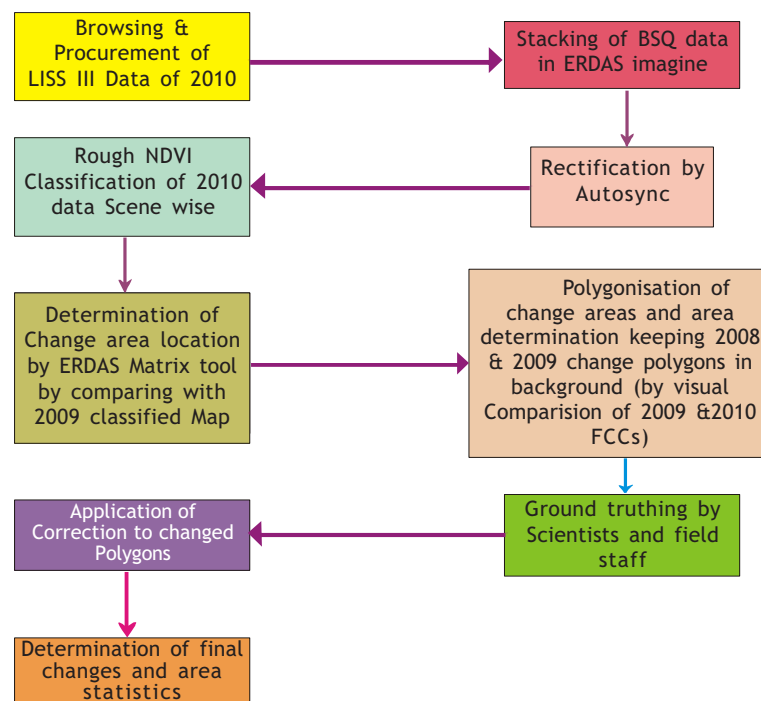 Browsing &
Procurement of
LISS III Data of 2010
Stacking of BSQ data
in ERDAS imagine
Rectification by
Autosync
Rough NDVI
Classification of 2010
data Scene wise
Determination of
Change area location
by ERDAS Matrix tool
by comparing with
2009 classified Map
Polygonisation of
change areas and area
determination keeping 2008
& 2009 change polygons in
background (by visual
Comparision of 2009 &2010
FCCs)
Ground truthing by
Scientists and field
staff
Application of
Correction to changed
Polygons
Determination of final
changes and area
statistics